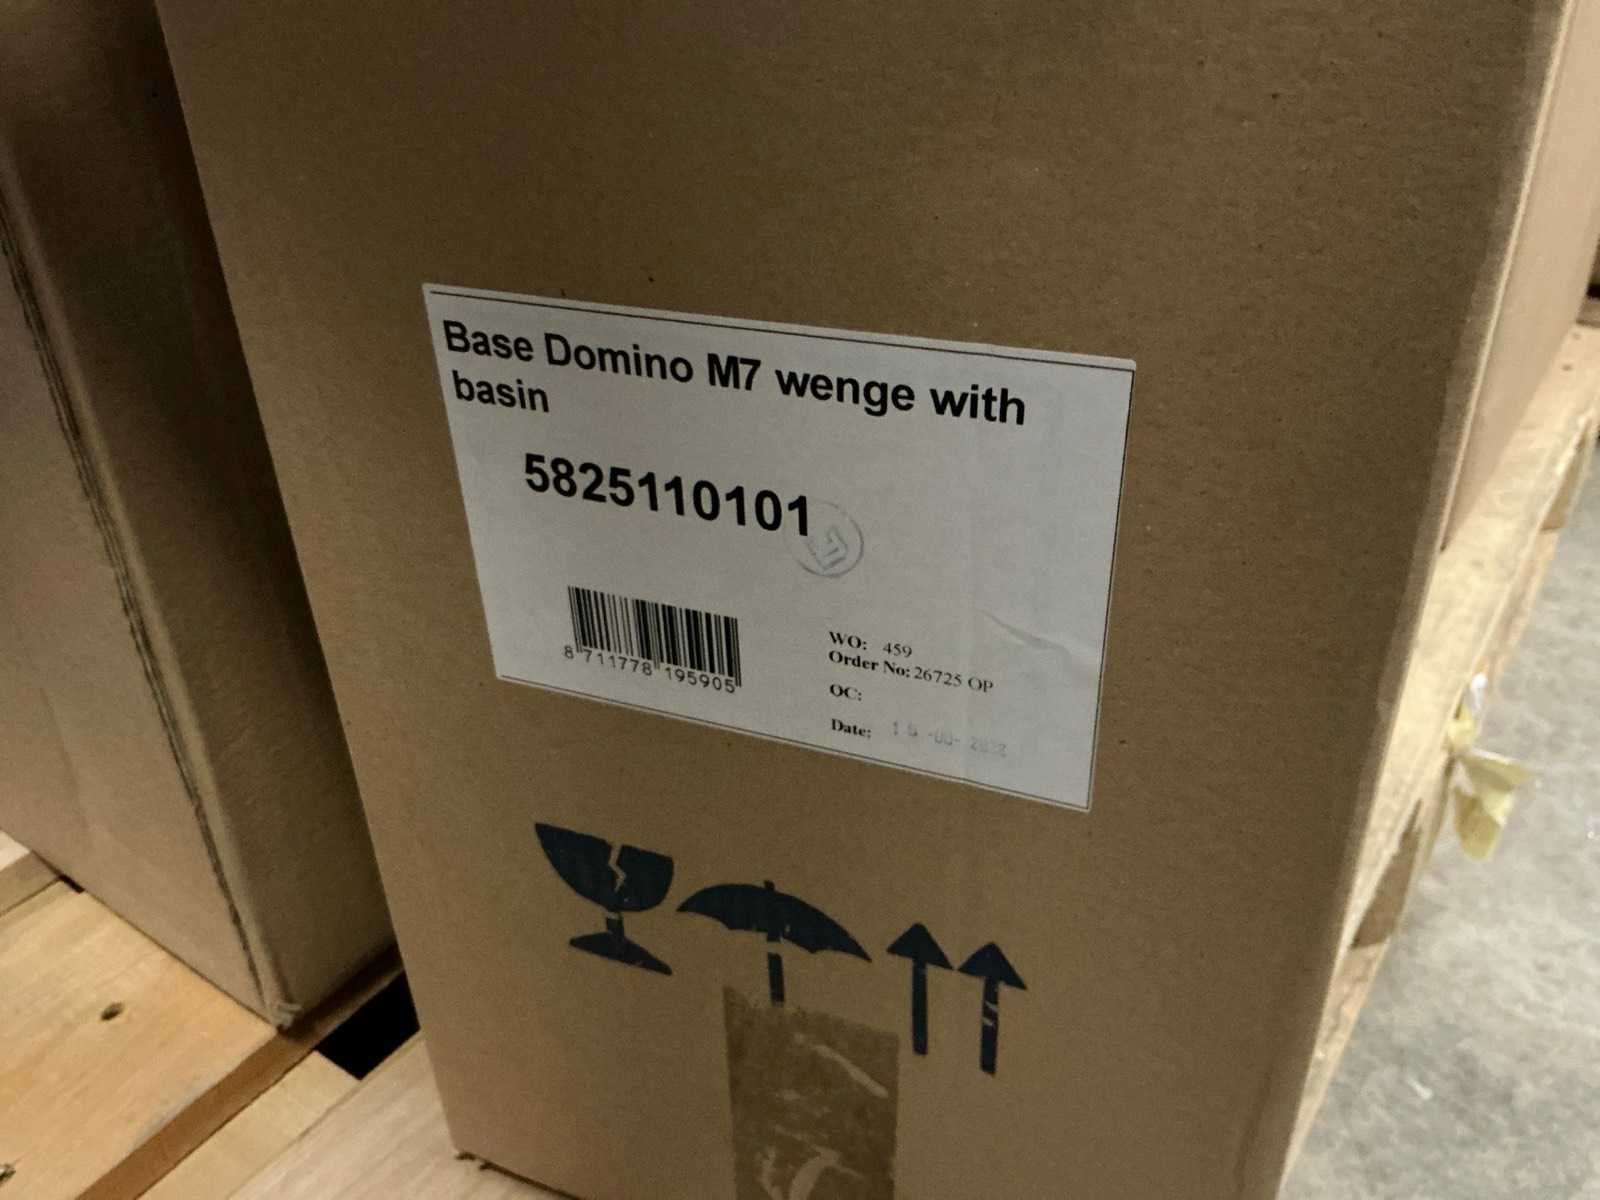 Base Domino M7 wenge with
basin
5825110101
8 711778 195905
WO: 459
Order No: 26725 OP
OC:
Date: